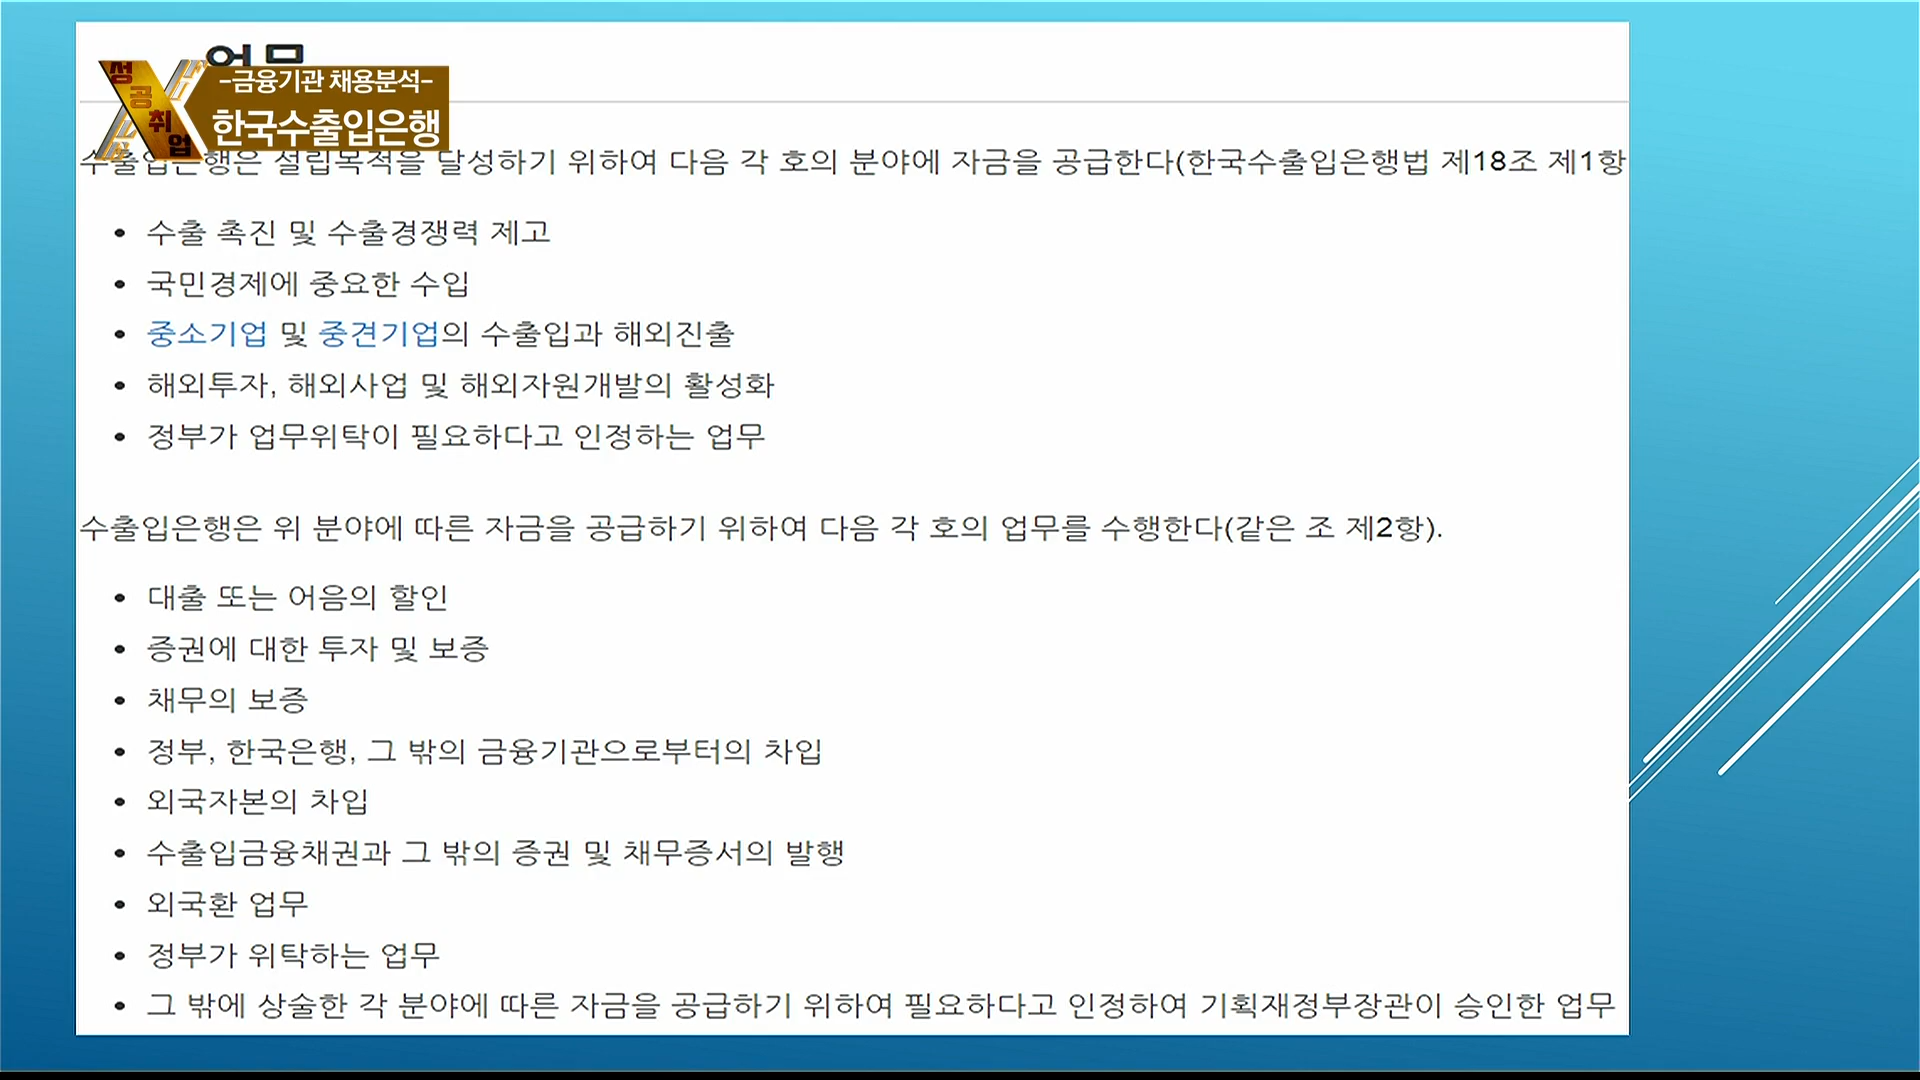 업무
성공취업
-금융기관 채용분석-
한국수출입은행
수출입은행은 설립목적을 달성하기 위하여 다음 각 호의 분야에 자금을 공급한다(한국수출입은행법 제18조 제1항
• 수출 촉진 및 수출경쟁력 제고
• 국민경제에 중요한 수입
• 중소기업 및 중견기업의 수출입과 해외진출
• 해외투자, 해외사업 및 해외자원개발의 활성화
• 정부가 업무위탁이 필요하다고 인정하는 업무
수출입은행은 위 분야에 따른 자금을 공급하기 위하여 다음 각 호의 업무를 수행한다(같은 조 제2항).
• 대출 또는 어음의 할인
• 증권에 대한 투자 및 보증
• 채무의 보증
• 정부, 한국은행, 그 밖의 금융기관으로부터의 차입
• 외국자본의 차입
• 수출입금융채권과 그 밖의 증권 및 채무증서의 발행
• 외국환 업무
• 정부가 위탁하는 업무
• 그 밖에 상술한 각 분야에 따른 자금을 공급하기 위하여 필요하다고 인정하여 기획재정부장관이 승인한 업무